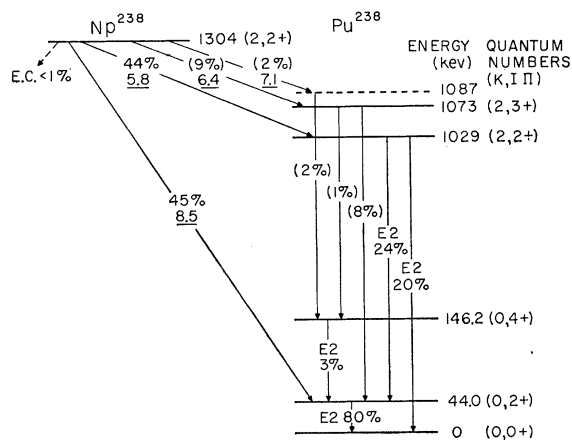 Np²³⁸
Pu²³⁸
1304 (2,2+)
ENERGY
(kev)
QUANTUM
NUMBERS
(K,I Π)
E.C.<1%
44%
5.8
(9%)
6.4
(2%)
7.1
1087
1073 (2,3+)
1029 (2,2+)
(2%)
(1%)
(8%)
45%
8.5
E2
24%
E2
20%
146.2 (0,4+)
E2
3%
44.0 (0,2+)
E2 80%
0 (0,0+)